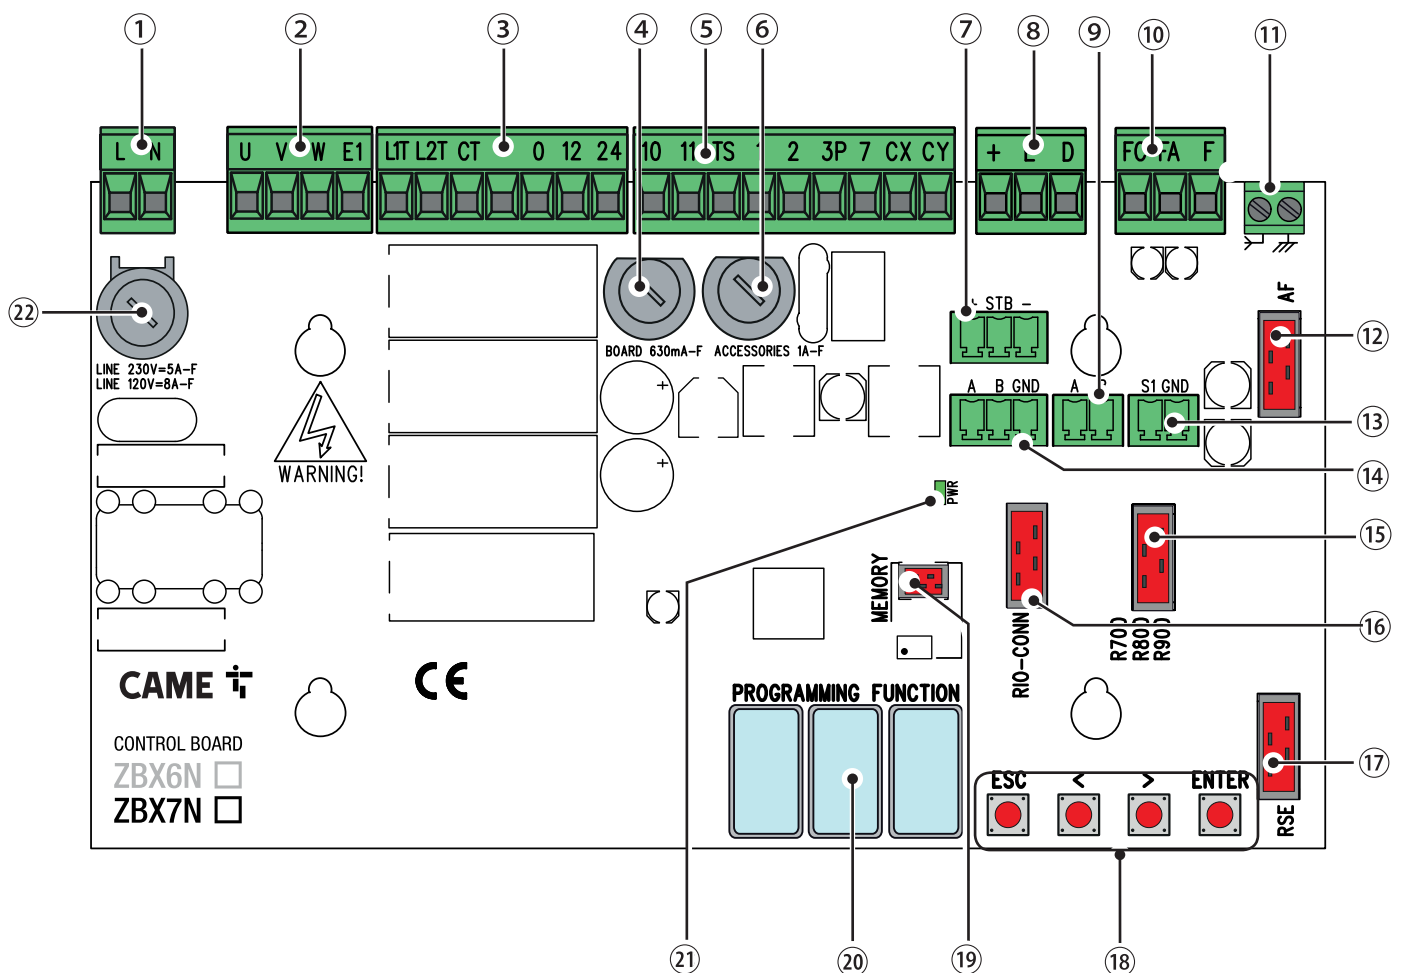 ① ② ③ ④ ⑤ ⑥ ⑦ ⑧ ⑨ ⑩ ⑪
L N
U V W E1
L1T L2T CT 0 12 24
10 11 TS 1 2 3P 7 CX CY
+ E D
FC FA F
㉒
LINE 230V=5A-F
LINE 120V=8A-F
BOARD 630mA-F
ACCESSORIES 1A-F
+ STB -
AF
⑫
A B GND
A
S1 GND
⑬
⑭
+
+
WARNING!
PWR
⑮
MEMORY
RIO-CONN
R700
R800
R900
⑯
CAME
CE
PROGRAMMING FUNCTION
CONTROL BOARD
ZBX6N
ZBX7N
ESC < > ENTER
RSE
⑰
⑱
⑲
⑳
㉑